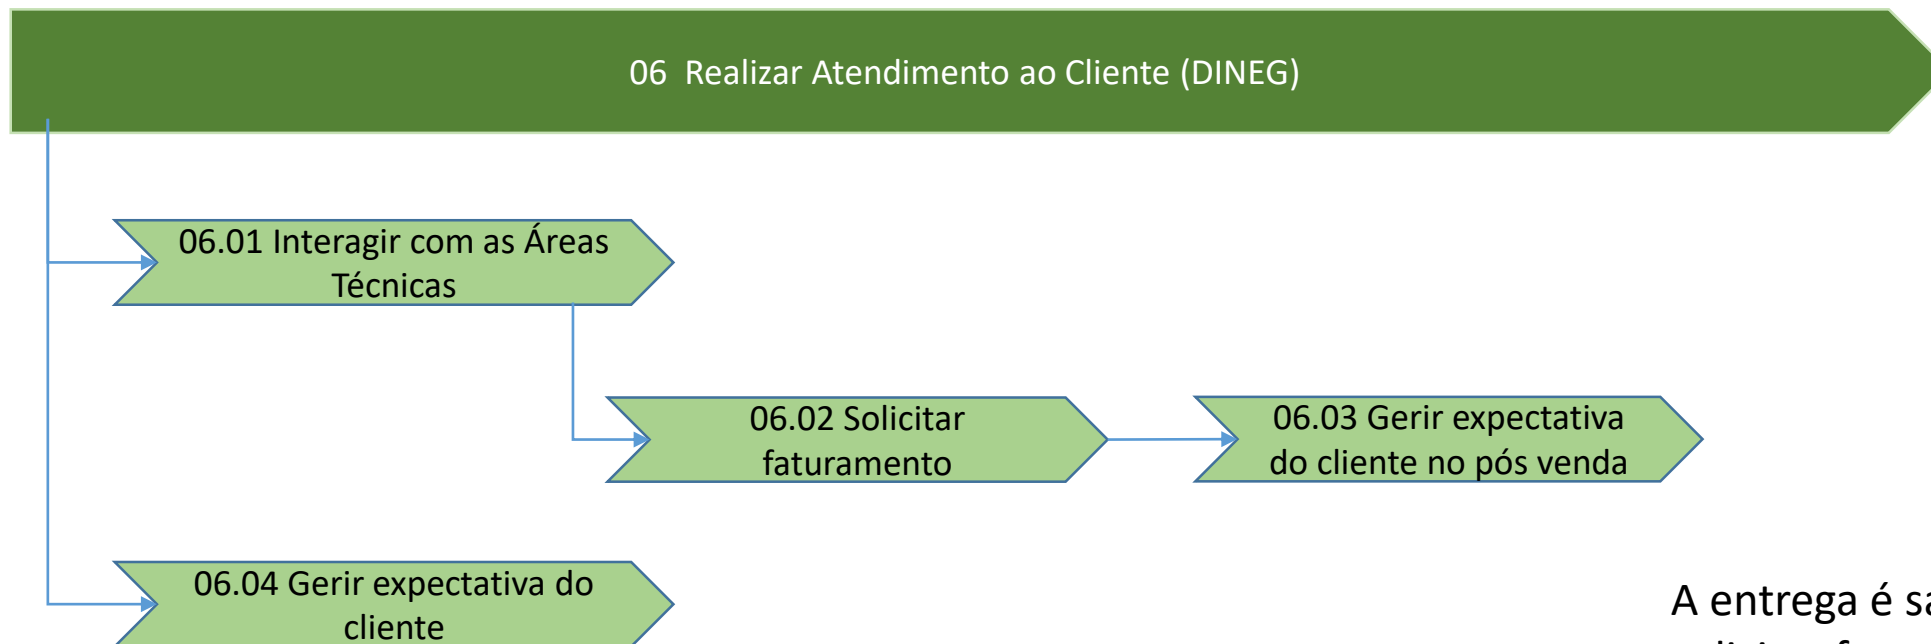 06 Realizar Atendimento ao Cliente (DINEG)
06.01 Interagir com as Áreas
Técnicas
06.02 Solicitar
faturamento
06.03 Gerir expectativa
do cliente no pós venda
06.04 Gerir expectativa do
cliente
A entrega é